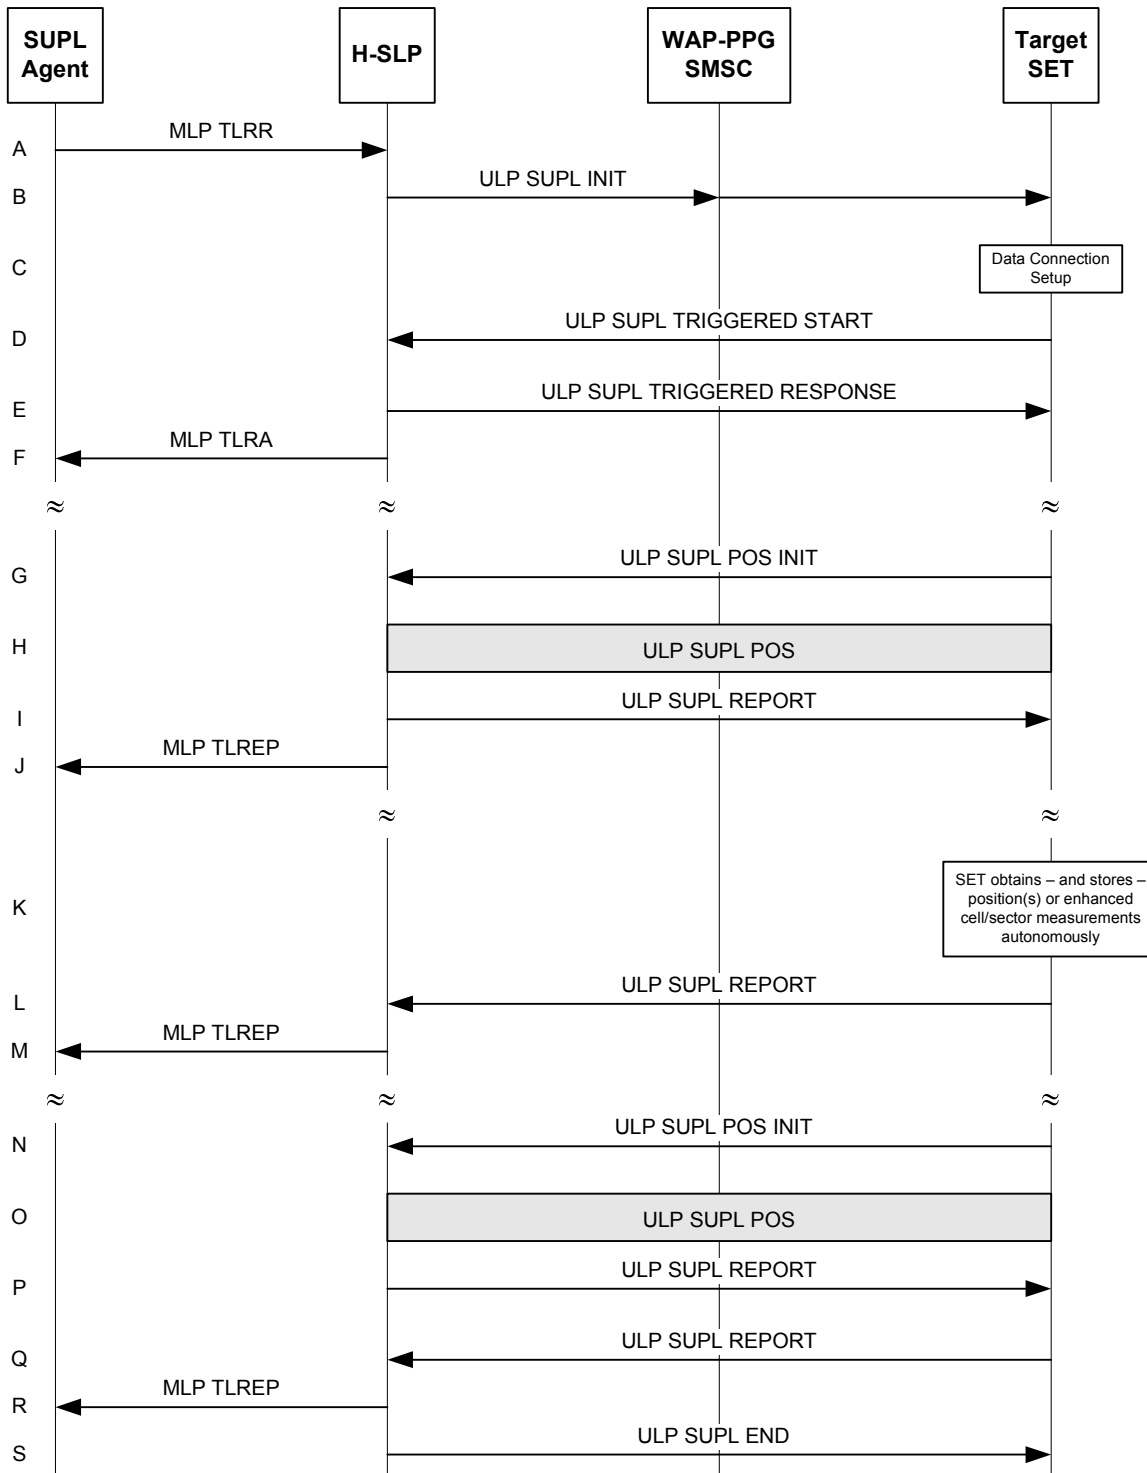 SUPL
Agent
H-SLP
WAP-PPG
SMSC
Target
SET
A
MLP TLRR
B
ULP SUPL INIT
C
Data Connection
Setup
D
ULP SUPL TRIGGERED START
E
ULP SUPL TRIGGERED RESPONSE
F
MLP TLRA
≈ ≈ ≈
G
ULP SUPL POS INIT
H
ULP SUPL POS
I
ULP SUPL REPORT
J
MLP TLREP
≈ ≈
K
SET obtains – and stores –
position(s) or enhanced
cell/sector measurements
autonomously
L
ULP SUPL REPORT
M
MLP TLREP
≈ ≈ ≈
N
ULP SUPL POS INIT
O
ULP SUPL POS
P
ULP SUPL REPORT
Q
ULP SUPL REPORT
R
MLP TLREP
S
ULP SUPL END